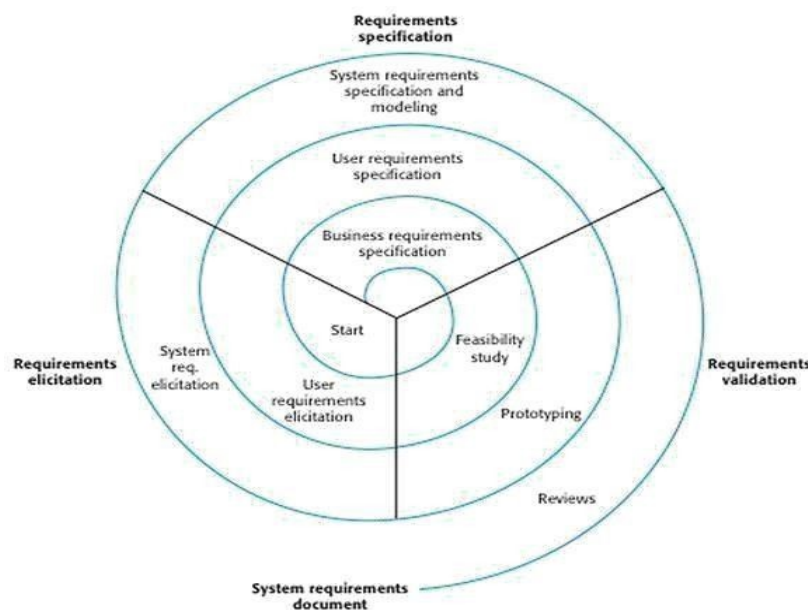 Requirements
specification
System requirements
specification and
modeling
User requirements
specification
Business requirements
specification
Start
Feasibility
study
Requirements
elicitation
System
req.
elicitation
User
requirements
elicitation
Requirements
validation
Prototyping
Reviews
System requirements
document